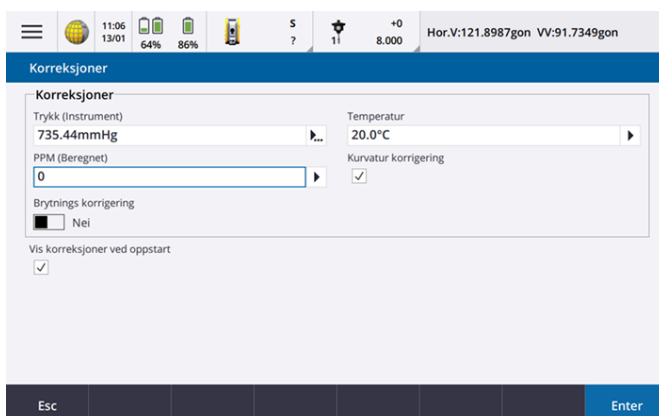 11:06
13/01
64%
86%
S
?
1
+0
8.000
Hor.V:121.8987gon VV:91.7349gon
Korreksjoner
Korreksjoner
Trykk (Instrument)
Temperatur
735.44mmHg
...
20.0°C
PPM (Beregnet)
Kurvatur korrigering
0
Brytnings korrigering
Nei
Vis korreksjoner ved oppstart
Esc
Enter